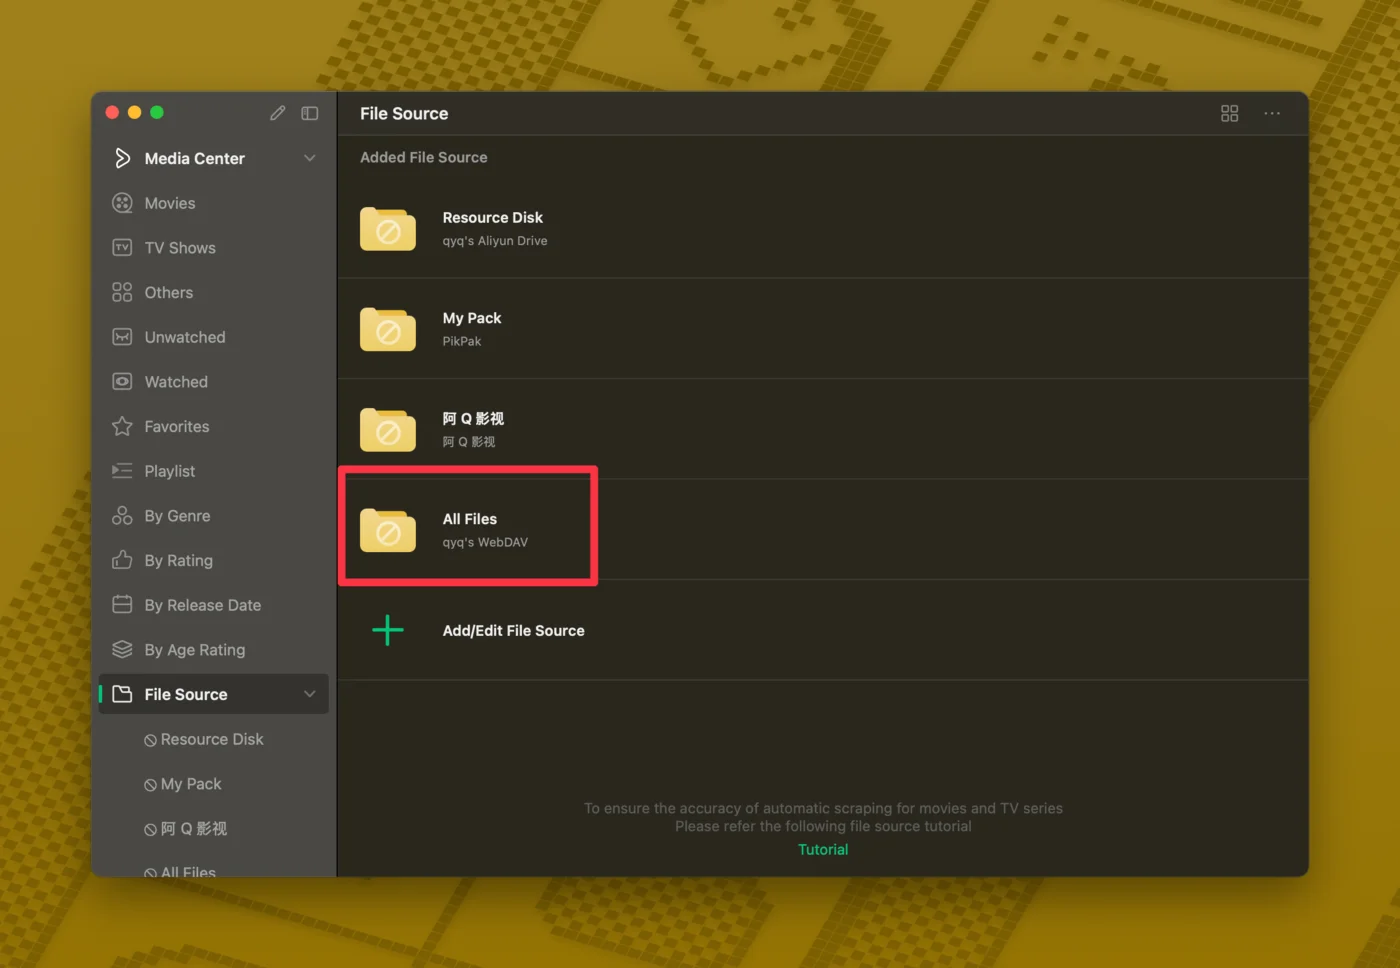 File Source
Media Center
Movies
TV
TV Shows
Others
Unwatched
Watched
Favorites
Playlist
By Genre
By Rating
By Release Date
By Age Rating
File Source
Resource Disk
My Pack
阿 Q 影视
All Files
Added File Source
Resource Disk
qyq's Aliyun Drive
My Pack
PikPak
阿 Q 影视
阿 Q 影视
All Files
qyq's WebDAV
Add/Edit File Source
To ensure the accuracy of automatic scraping for movies and TV series
Please refer the following file source tutorial
Tutorial